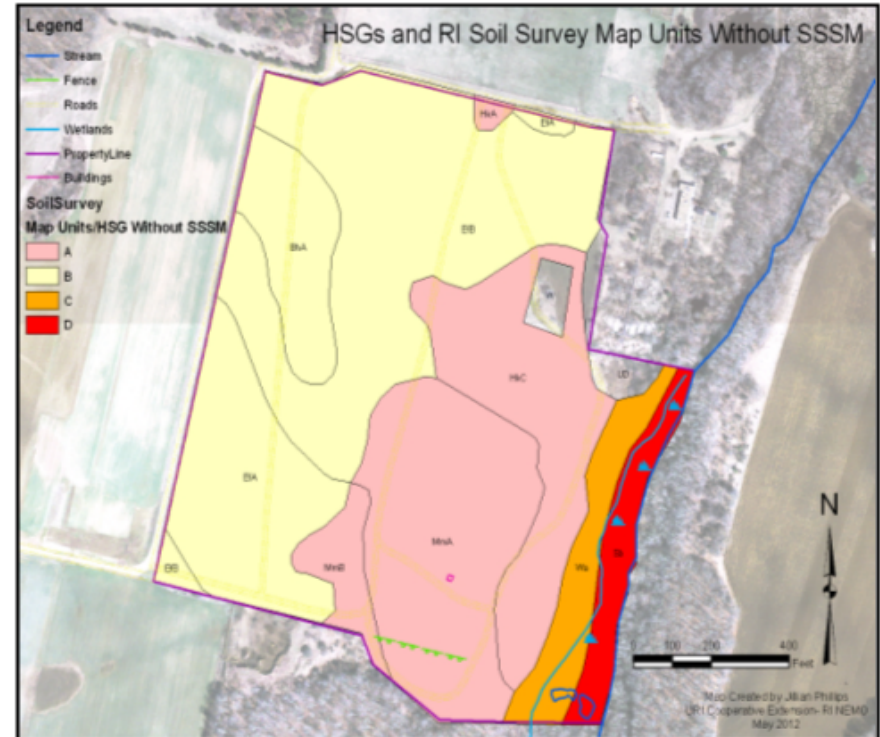 HSGs and RI Soil Survey Map Units Without SSSM
Legend
Stream
Fence
Roads
Wetlands
PropertyLine
Buildings
SoilSurvey
Map Units/HSG Without SSSM
A
B
C
D
HkA
EfA
BhA
EfB
HkC
UD
EfA
MmA
MmB
EfB
Wa
N
0 100 200 400
Feet
Map Created by Jillian Phillips
URI Cooperative Extension- RI NEMO
May 2012